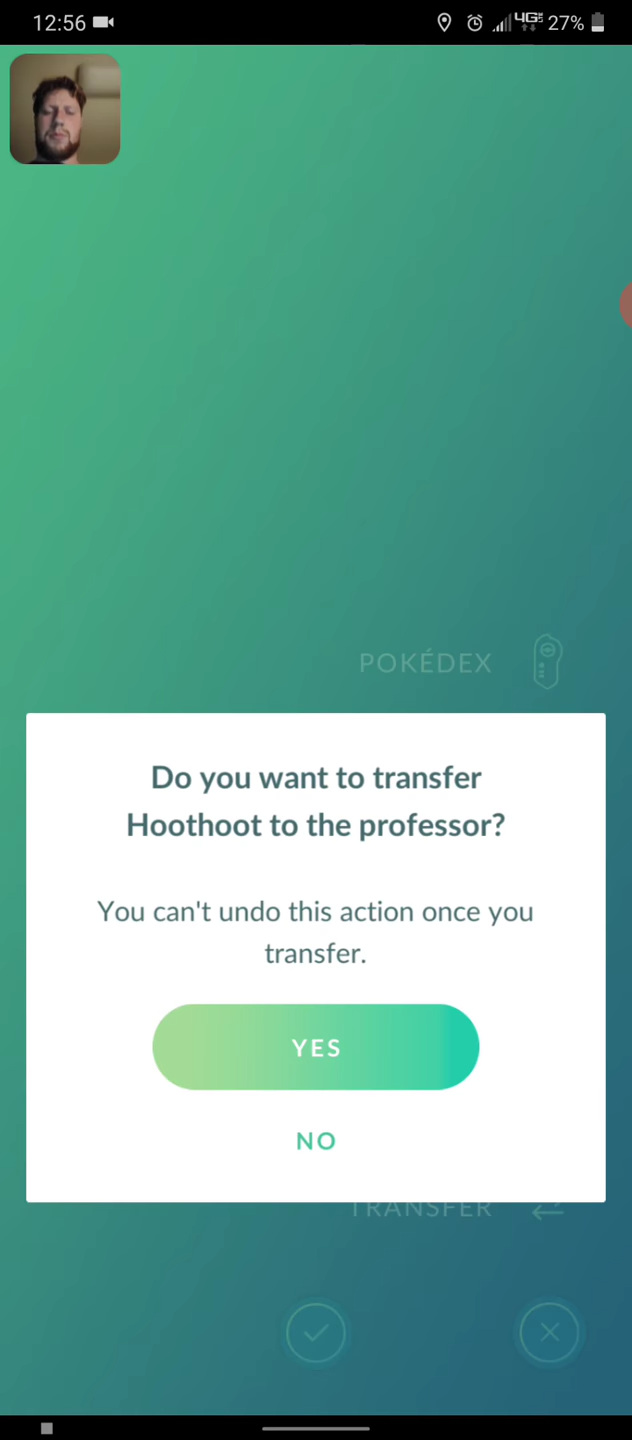 12:56 4GE 27%
POKÉDEX
Do you want to transfer
Hoothoot to the professor?
You can't undo this action once you
transfer.
YES
NO
TRANSFER